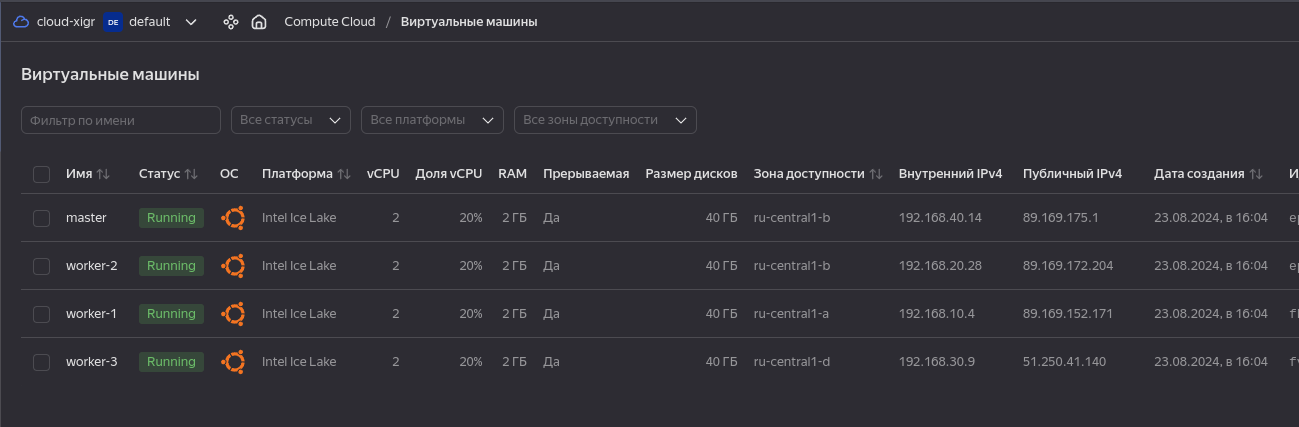 cloud-xigr DE default Compute Cloud / Виртуальные машины
Виртуальные машины
Фильтр по имени Все статусы Все платформы Все зоны доступности
Имя Статус ОС Платформа vCPU Доля vCPU RAM Прерываемая Размер дисков Зона доступности Внутренний IPv4 Публичный IPv4 Дата создания
master Running Intel Ice Lake 2 20% 2 ГБ Да 40 ГБ ru-central1-b 192.168.40.14 89.169.175.1 23.08.2024, в 16:04
worker-2 Running Intel Ice Lake 2 20% 2 ГБ Да 40 ГБ ru-central1-b 192.168.20.28 89.169.172.204 23.08.2024, в 16:04
worker-1 Running Intel Ice Lake 2 20% 2 ГБ Да 40 ГБ ru-central1-a 192.168.10.4 89.169.152.171 23.08.2024, в 16:04
worker-3 Running Intel Ice Lake 2 20% 2 ГБ Да 40 ГБ ru-central1-d 192.168.30.9 51.250.41.140 23.08.2024, в 16:04